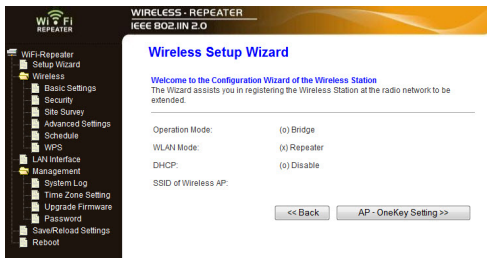 WiFi
REPEATER
WIRELESS - REPEATER
IEEE 802.11N 2.0
WiFi-Repeater
Setup Wizard
Wireless
Basic Settings
Security
Site Survey
Advanced Settings
Schedule
WPS
LAN Interface
Management
System Log
Time Zone Setting
Upgrade Firmware
Password
Save/Reload Settings
Reboot
Wireless Setup Wizard
Welcome to the Configuration Wizard of the Wireless Station
The Wizard assists you in registering the Wireless Station at the radio network to be
extended.
Operation Mode: (o) Bridge
WLAN Mode: (x) Repeater
DHCP: (o) Disable
SSID of Wireless AP:
<< Back AP - OneKey Setting >>